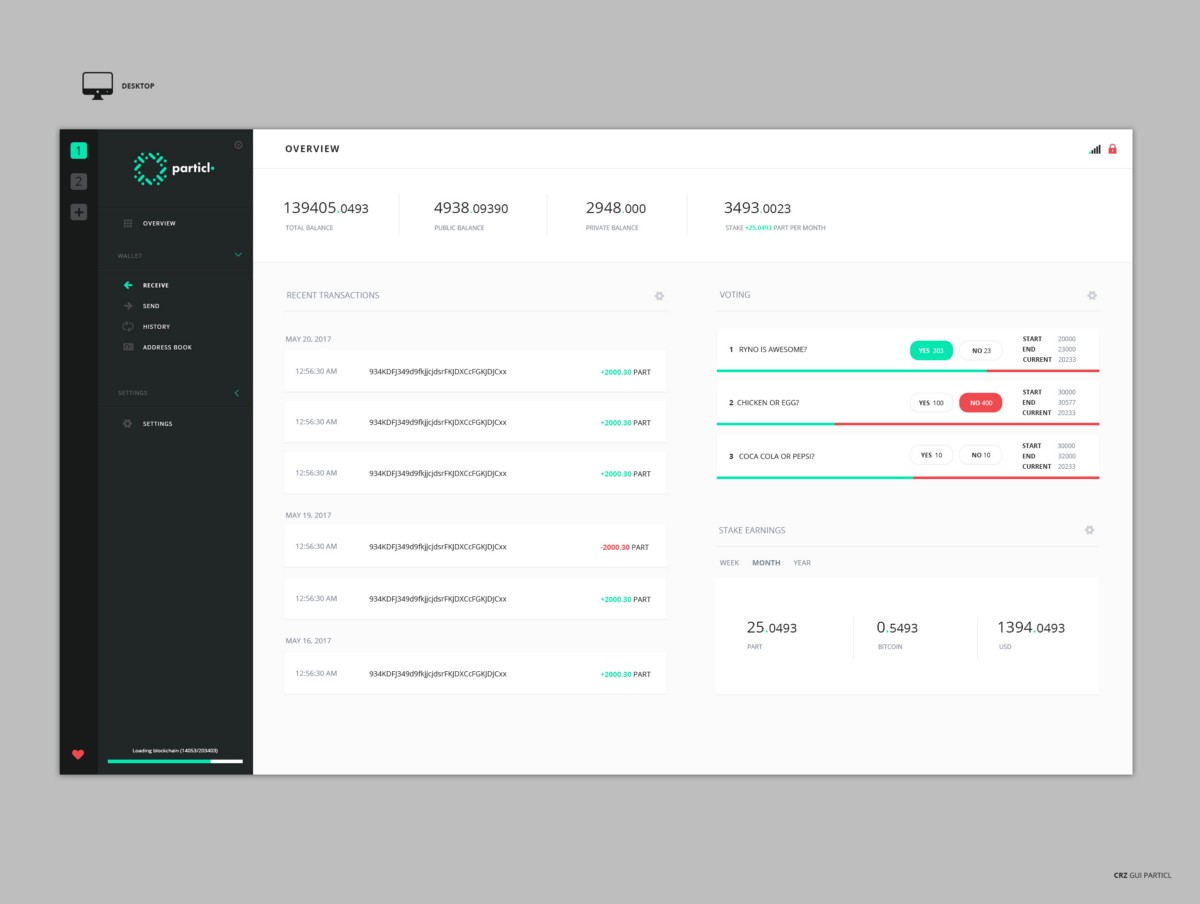 DESKTOP
1
2
particl
OVERVIEW
WALLET
RECEIVE
SEND
HISTORY
ADDRESS BOOK
SETTINGS
SETTINGS
Loading blockchain (14053/203403)
OVERVIEW
139405.0493
TOTAL BALANCE
4938.09390
PUBLIC BALANCE
2948.000
PRIVATE BALANCE
3493.0023
STAKE +25.0493 PART PER MONTH
RECENT TRANSACTIONS
MAY 20, 2017
12:56:30 AM 934KDFJ349d9fkjjcjdsrFKJDXCcFGKJDJCxx +2000.30 PART
12:56:30 AM 934KDFJ349d9fkjjcjdsrFKJDXCcFGKJDJCxx +2000.30 PART
12:56:30 AM 934KDFJ349d9fkjjcjdsrFKJDXCcFGKJDJCxx +2000.30 PART
MAY 19, 2017
12:56:30 AM 934KDFJ349d9fkjjcjdsrFKJDXCcFGKJDJCxx -2000.30 PART
12:56:30 AM 934KDFJ349d9fkjjcjdsrFKJDXCcFGKJDJCxx +2000.30 PART
MAY 16, 2017
12:56:30 AM 934KDFJ349d9fkjjcjdsrFKJDXCcFGKJDJCxx +2000.30 PART
VOTING
1 RYNO IS AWESOME? YES 303 NO 23
START 20000
END 23000
CURRENT 20233
2 CHICKEN OR EGG? YES 100 NO 400
START 30000
END 30577
CURRENT 20233
3 COCA COLA OR PEPSI? YES 10 NO 10
START 30000
END 32000
CURRENT 20233
STAKE EARNINGS
WEEK MONTH YEAR
25.0493
PART
0.5493
BITCOIN
1394.0493
USD
CRZ GUI PARTICL